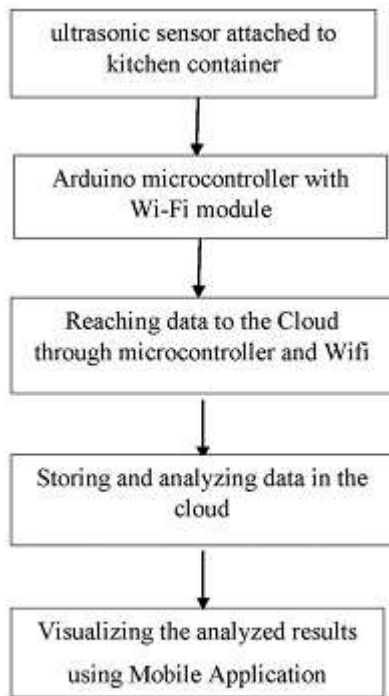 ultrasonic sensor attached to
kitchen container
Arduino microcontroller with
Wi-Fi module
Reaching data to the Cloud
through microcontroller and Wifi
Storing and analyzing data in the
cloud
Visualizing the analyzed results
using Mobile Application